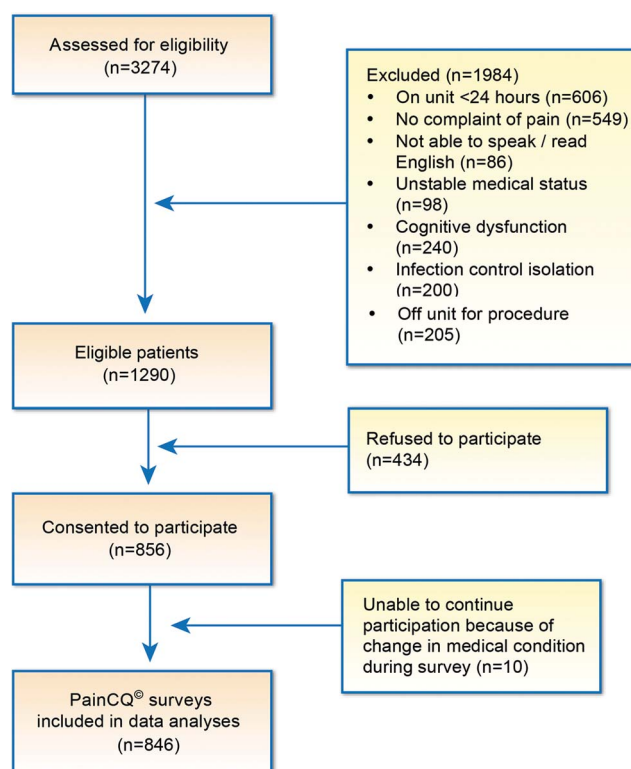 Assessed for eligibility
(n=3274)
Excluded (n=1984)
• On unit <24 hours (n=606)
• No complaint of pain (n=549)
• Not able to speak / read
English (n=86)
• Unstable medical status
(n=98)
• Cognitive dysfunction
(n=240)
• Infection control isolation
(n=200)
• Off unit for procedure
(n=205)
Eligible patients
(n=1290)
Refused to participate
(n=434)
Consented to participate
(n=856)
Unable to continue
participation because of
change in medical condition
during survey (n=10)
PainCQ© surveys
included in data analyses
(n=846)